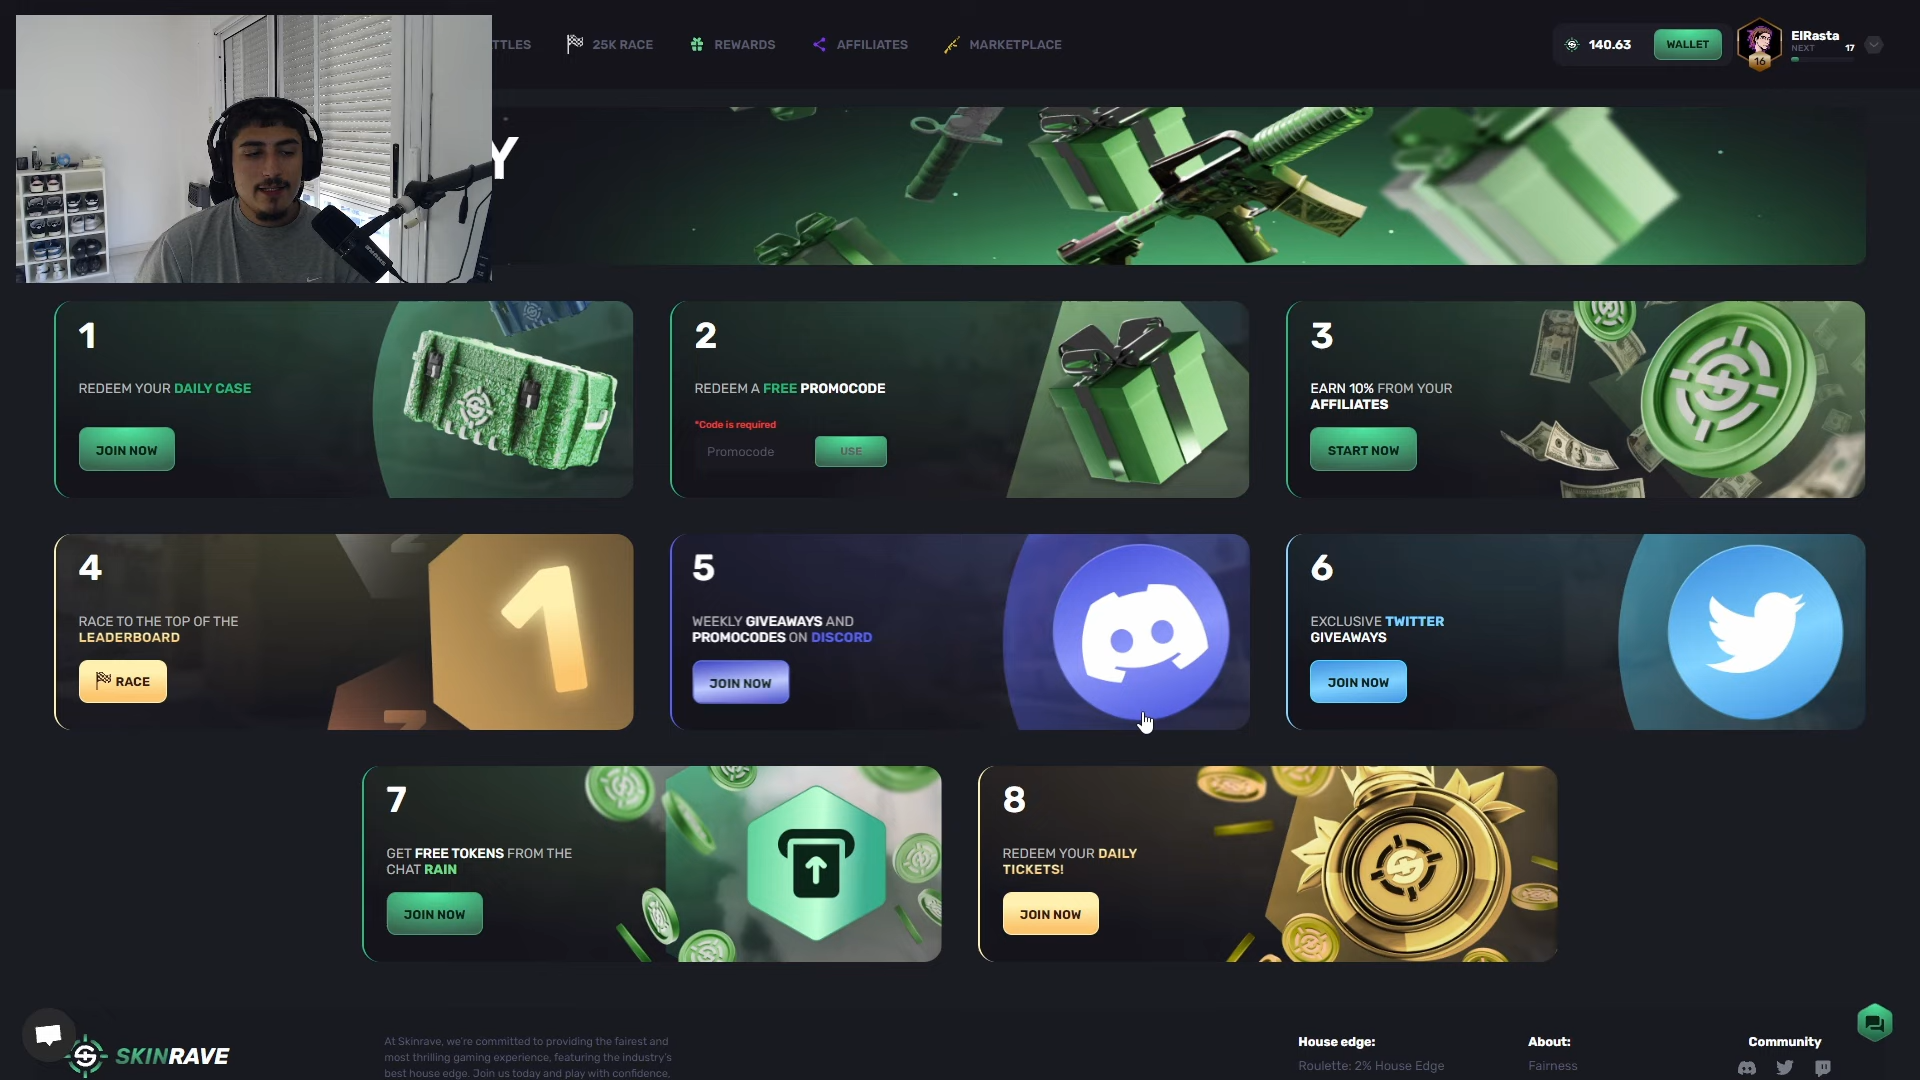 TTLES
25K RACE
REWARDS
AFFILIATES
MARKETPLACE
140.63
WALLET
16
ElRasta
NEXT 17
Y
1
REDEEM YOUR DAILY CASE
JOIN NOW
2
REDEEM A FREE PROMOCODE
*Code is required
Promocode
USE
3
EARN 10% FROM YOUR
AFFILIATES
START NOW
4
RACE TO THE TOP OF THE
LEADERBOARD
RACE
2
1
5
WEEKLY GIVEAWAYS AND
PROMOCODES ON DISCORD
JOIN NOW
6
EXCLUSIVE TWITTER
GIVEAWAYS
JOIN NOW
7
GET FREE TOKENS FROM THE
CHAT RAIN
JOIN NOW
8
REDEEM YOUR DAILY
TICKETS!
JOIN NOW
SKINRAVE
At Skinrave, we're committed to providing the fairest and
most thrilling gaming experience, featuring the industry's
best house edge. Join us today and play with confidence,
House edge:
Roulette: 2% House Edge
About:
Fairness
Community